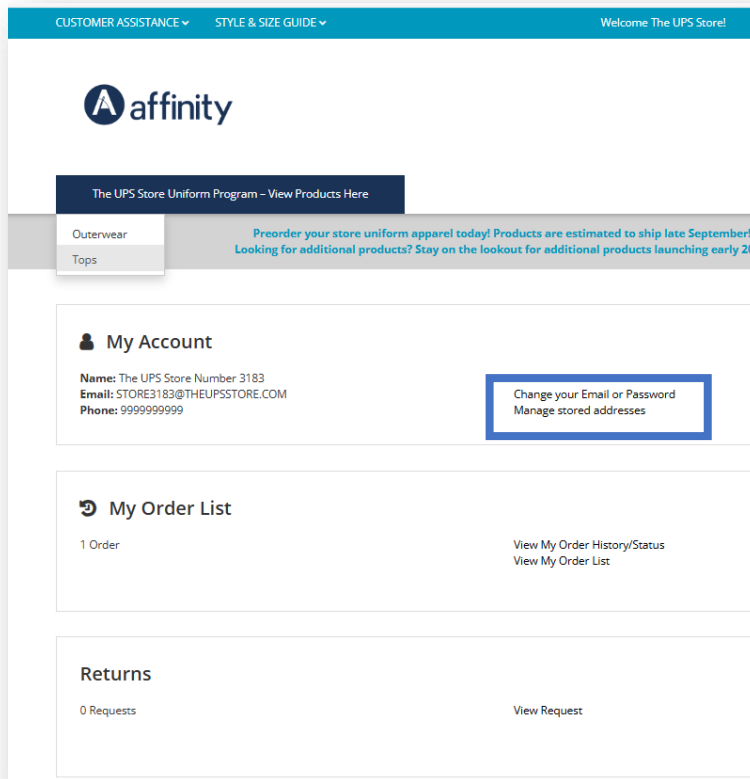 CUSTOMER ASSISTANCE STYLE & SIZE GUIDE Welcome The UPS Store!
affinity
The UPS Store Uniform Program – View Products Here
Outerwear
Tops
Preorder your store uniform apparel today! Products are estimated to ship late September!
Looking for additional products? Stay on the lookout for additional products launching early
My Account
Name: The UPS Store Number 3183
Email: STORE3183@THEUPSSTORE.COM
Phone: 9999999999
Change your Email or Password
Manage stored addresses
My Order List
1 Order
View My Order History/Status
View My Order List
Returns
0 Requests
View Request